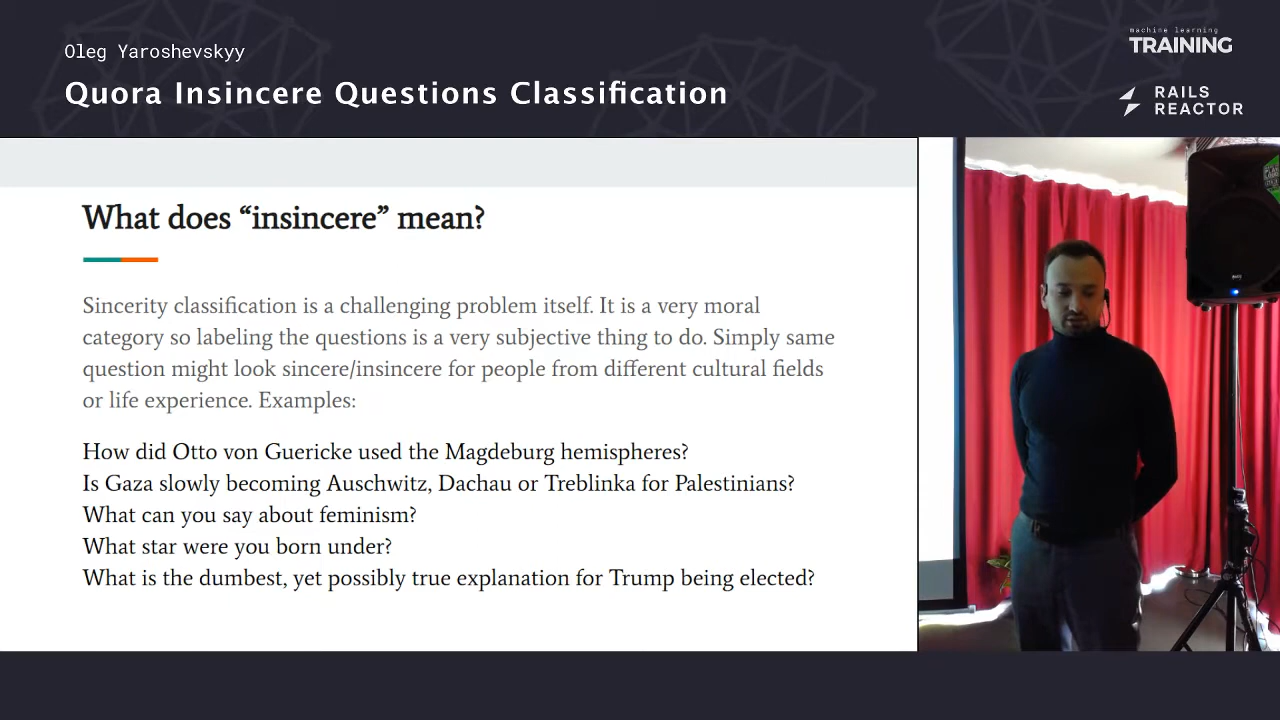 Oleg Yaroshevskyy
Quora Insincere Questions Classification
machine learning
TRAINING
RAILS
REACTOR
What does “insincere” mean?
Sincerity classification is a challenging problem itself. It is a very moral
category so labeling the questions is a very subjective thing to do. Simply same
question might look sincere/insincere for people from different cultural fields
or life experience. Examples:
How did Otto von Guericke used the Magdeburg hemispheres?
Is Gaza slowly becoming Auschwitz, Dachau or Treblinka for Palestinians?
What can you say about feminism?
What star were you born under?
What is the dumbest, yet possibly true explanation for Trump being elected?